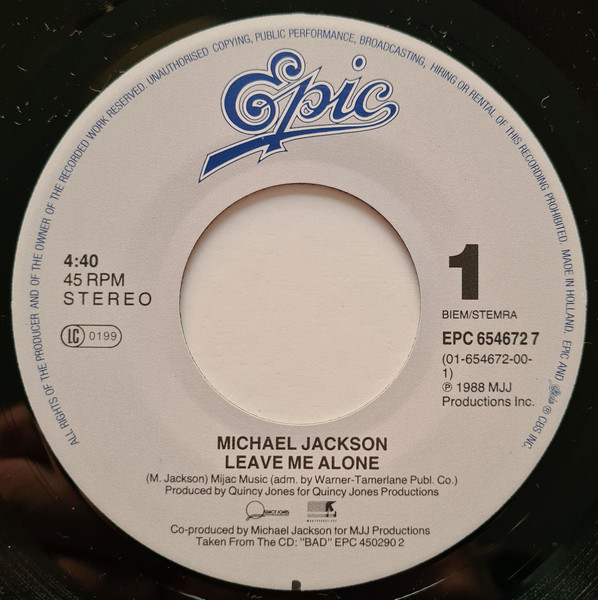 ALL RIGHTS OF THE PRODUCER AND OF THE OWNER OF THE RECORDED WORK RESERVED. UNAUTHORISED COPYING, PUBLIC PERFORMANCE, BROADCASTING, HIRING OR RENTAL OF THIS RECORDING PROHIBITED. MADE IN HOLLAND. EPIC AND Epic ® CBS INC.
Epic
4:40
45 RPM
STEREO
LC 0199
1
BIEM/STEMRA
EPC 654672 7
(01-654672-00-
1)
℗ 1988 MJJ
Productions Inc.
MICHAEL JACKSON
LEAVE ME ALONE
(M. Jackson) Mijac Music (adm. by Warner-Tamerlane Publ. Co.)
Produced by Quincy Jones for Quincy Jones Productions
QUINCY JONES
Co-produced by Michael Jackson for MJJ Productions
Taken From The CD: "BAD" EPC 450290 2